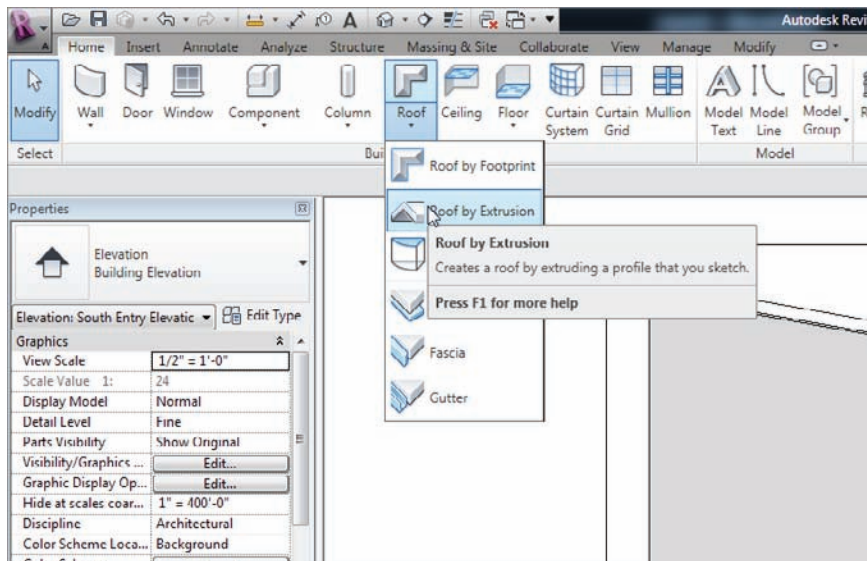 Autodesk Revi
Home Insert Annotate Analyze Structure Massing & Site Collaborate View Manage Modify
Modify Wall Door Window Component Column Roof Ceiling Floor Curtain System Curtain Grid Mullion Model Text Model Line Model Group R
Select Bui Model
Roof by Footprint
Roof by Extrusion
Roof by Extrusion
Creates a roof by extruding a profile that you sketch.
Press F1 for more help
Fascia
Gutter
Properties
Elevation
Building Elevation
Elevation: South Entry Elevatic Edit Type
Graphics
View Scale 1/2" = 1'-0"
Scale Value 1: 24
Display Model Normal
Detail Level Fine
Parts Visibility Show Original
Visibility/Graphics ... Edit...
Graphic Display Op... Edit...
Hide at scales coar... 1" = 400'-0"
Discipline Architectural
Color Scheme Loca... Background